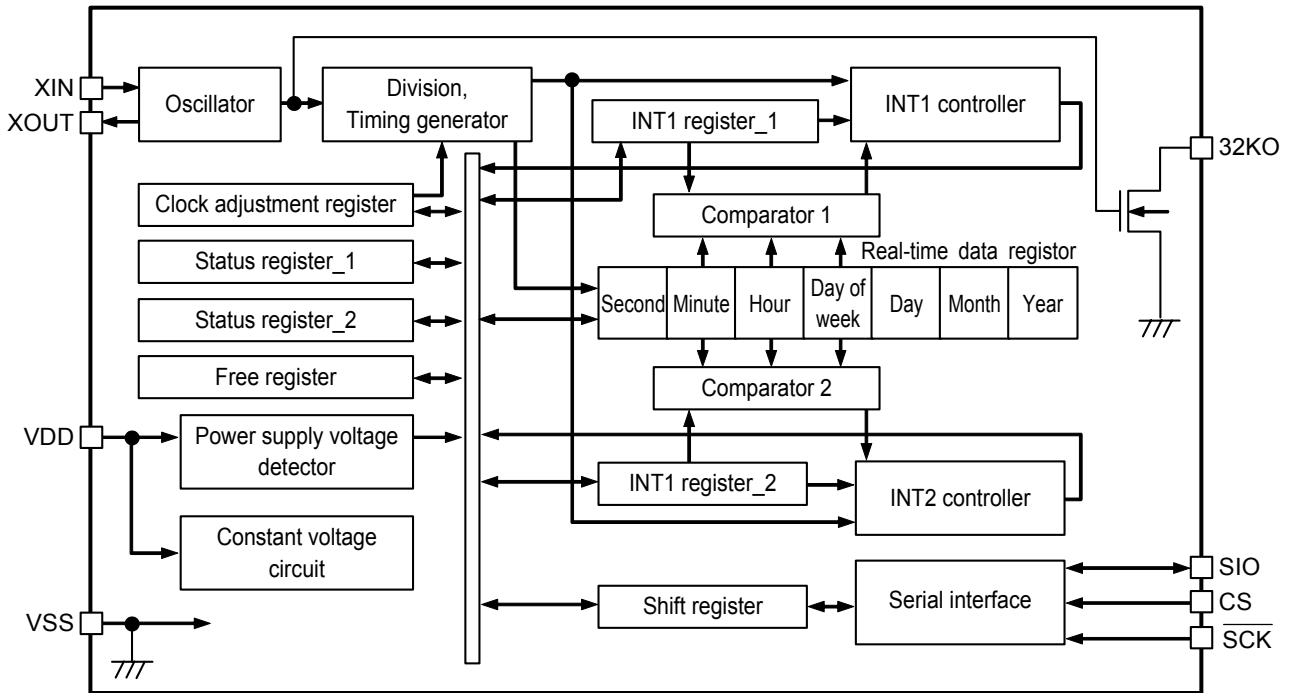 XIN
XOUT
Oscillator
Division,
Timing generator
INT1 register_1
INT1 controller
32KO
Clock adjustment register
Comparator 1
Status register_1
Real-time data registor
Second
Minute
Hour
Day of
week
Day
Month
Year
Status register_2
Free register
Comparator 2
VDD
Power supply voltage
detector
INT1 register_2
INT2 controller
Constant voltage
circuit
Shift register
Serial interface
SIO
CS
SCK
VSS